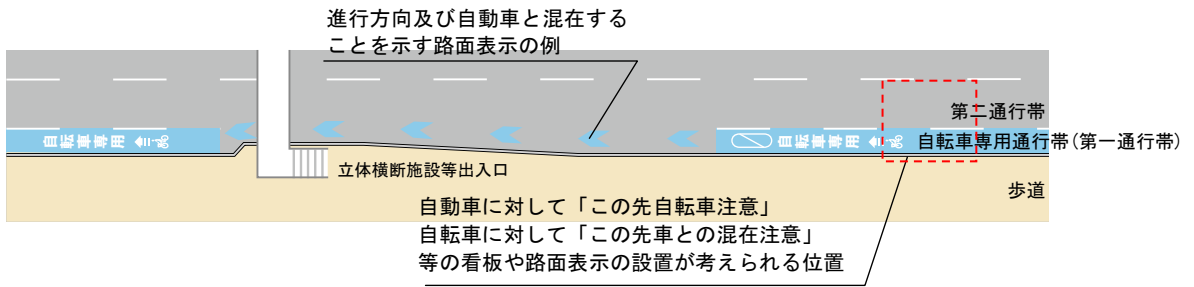 進行方向及び自動車と混在する
ことを示す路面表示の例
第二通行帯
自転車専用
自転車専用
自転車専用通行帯(第一通行帯)
立体横断施設等出入口
歩道
自動車に対して「この先自転車注意」
自転車に対して「この先車との混在注意」
等の看板や路面表示の設置が考えられる位置